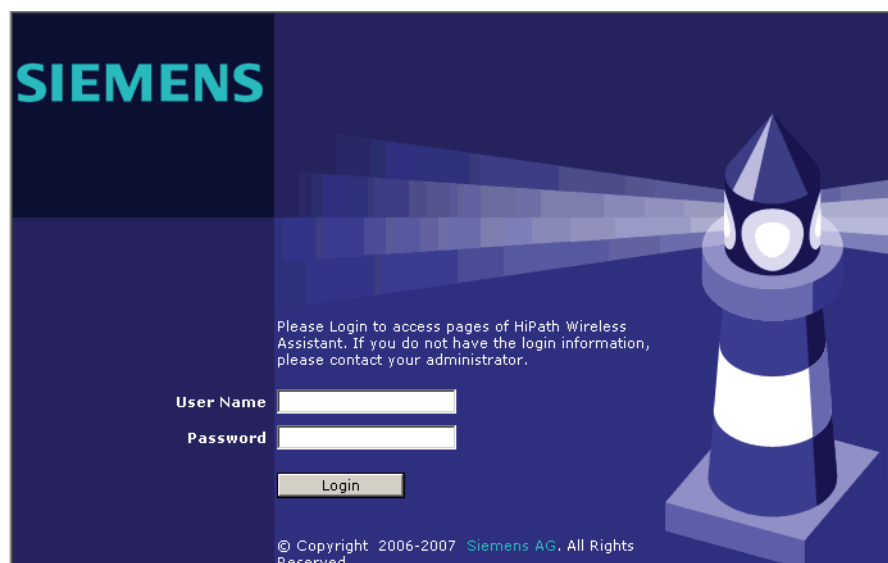 SIEMENS
Please Login to access pages of HiPath Wireless
Assistant. If you do not have the login information,
please contact your administrator.
User Name
Password
Login
© Copyright 2006-2007 Siemens AG. All Rights
Reserved